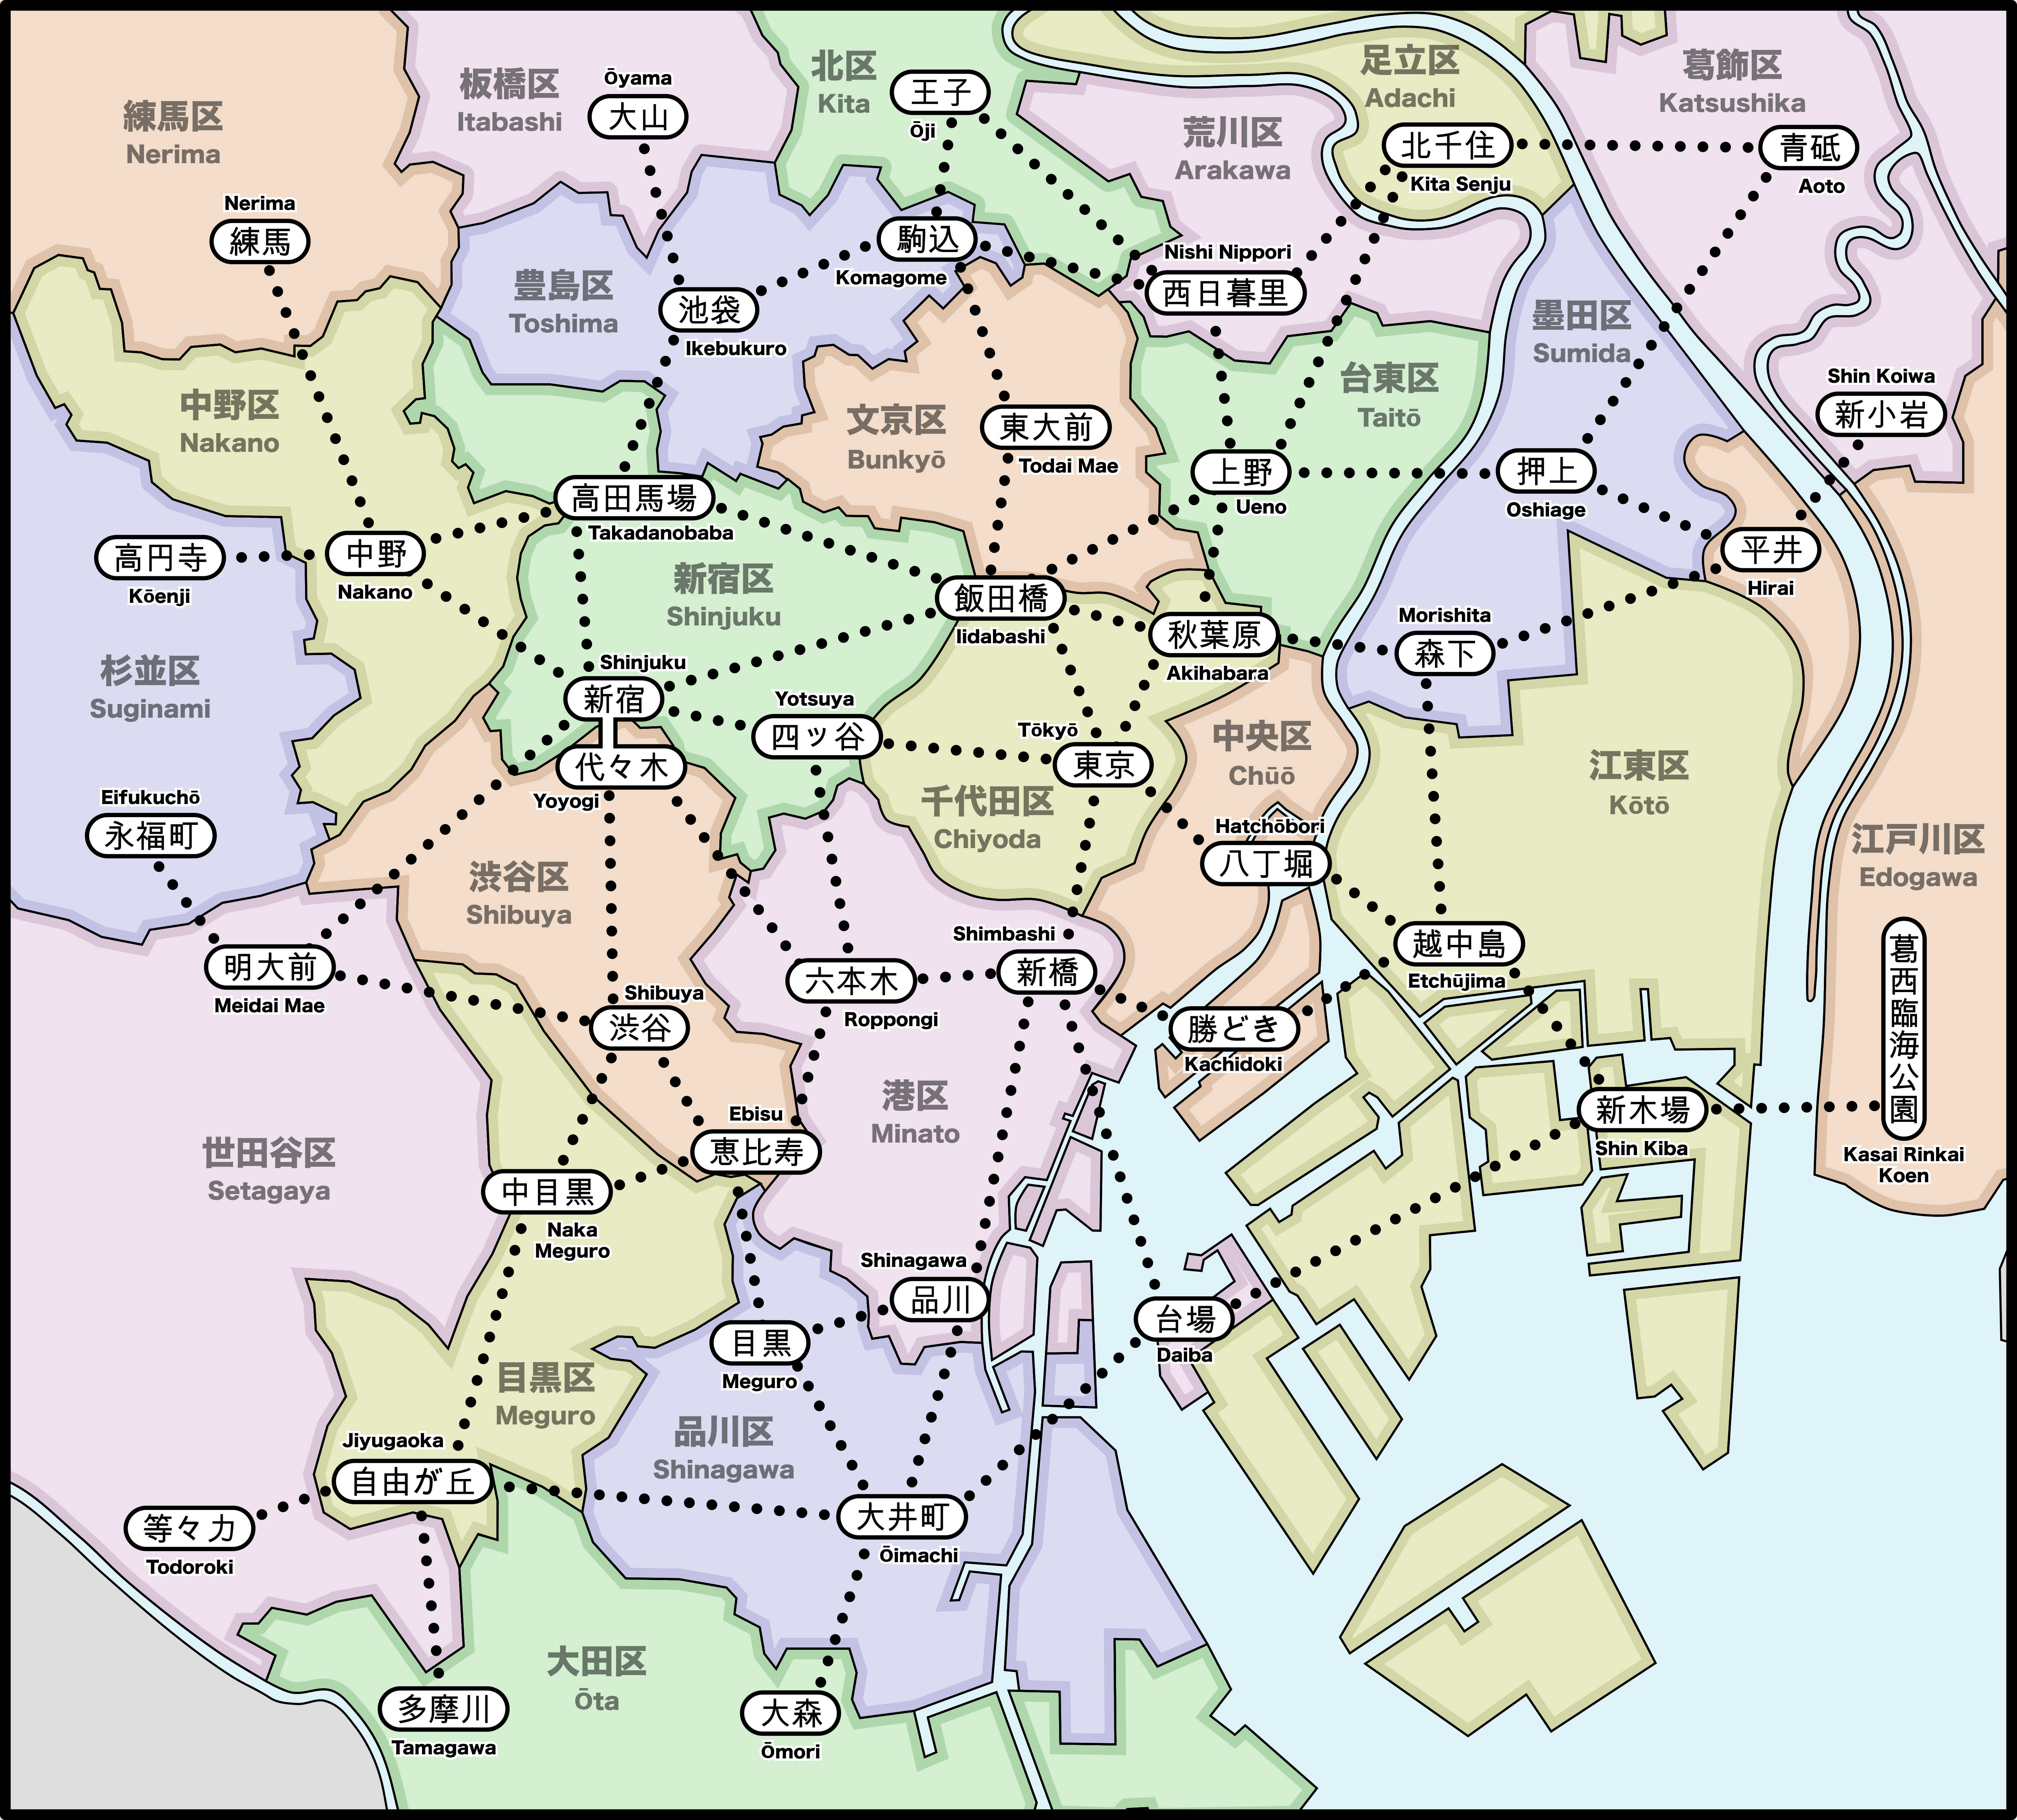 板橋区
Itabashi
Ōyama
大山
北区
Kita
王子
Ōji
足立区
Adachi
葛飾区
Katsushika
練馬区
Nerima
荒川区
Arakawa
北千住
Kita Senju
青砥
Aoto
Nerima
練馬
豊島区
Toshima
駒込
Komagome
Nishi Nippori
西日暮里
池袋
Ikebukuro
墨田区
Sumida
中野区
Nakano
文京区
Bunkyō
東大前
Todai Mae
台東区
Taitō
Shin Koiwa
新小岩
高田馬場
Takadanobaba
上野
Ueno
押上
Oshiage
高円寺
Kōenji
中野
Nakano
新宿区
Shinjuku
飯田橋
Iidabashi
平井
Hirai
秋葉原
Akihabara
Morishita
森下
杉並区
Suginami
Shinjuku
新宿
Yotsuya
四ッ谷
Tōkyō
東京
中央区
Chūō
江東区
Kōtō
代々木
Yoyogi
Eifukuchō
永福町
千代田区
Chiyoda
Hatchōbori
八丁堀
江戸川区
Edogawa
渋谷区
Shibuya
明大前
Meidai Mae
六本木
Roppongi
Shimbashi
新橋
越中島
Etchūjima
葛西臨海公園
Kasai Rinkai
Koen
Shibuya
渋谷
勝どき
Kachidoki
港区
Minato
新木場
Shin Kiba
世田谷区
Setagaya
Ebisu
恵比寿
中目黒
Naka
Meguro
Shinagawa
品川
目黒
Meguro
台場
Daiba
目黒区
Meguro
品川区
Shinagawa
Jiyugaoka
自由が丘
等々力
Todoroki
大井町
Ōimachi
大田区
Ōta
多摩川
Tamagawa
大森
Ōmori